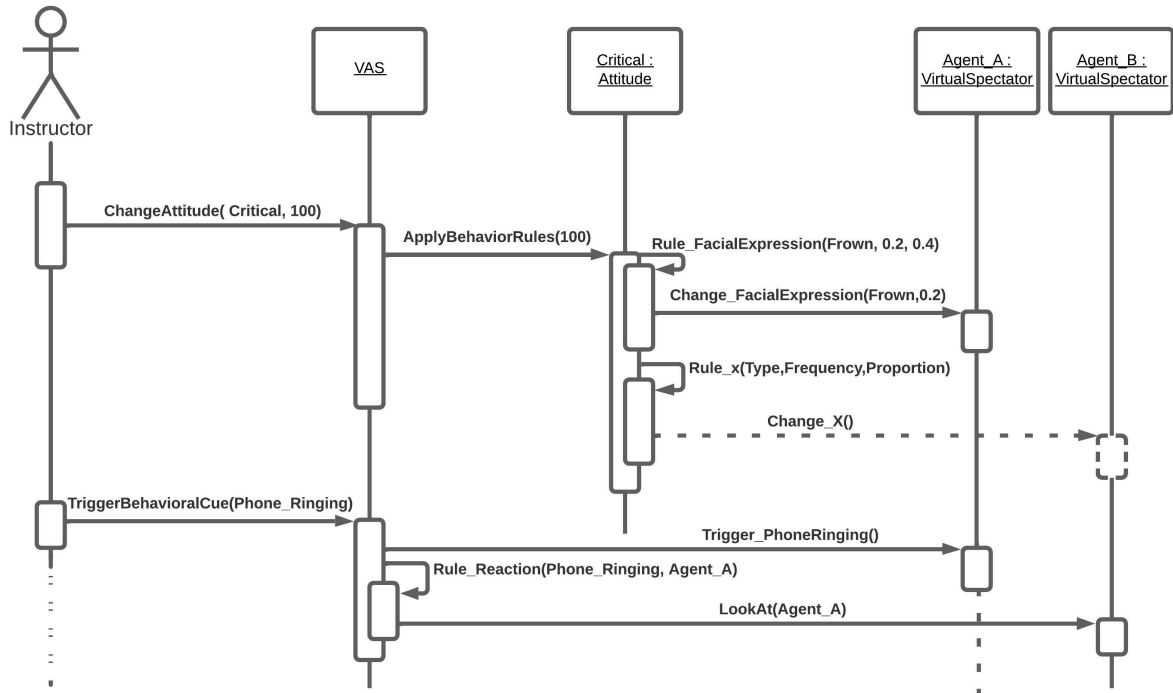 Instructor
VAS
Critical :
Attitude
Agent_A :
VirtualSpectator
Agent_B :
VirtualSpectator
ChangeAttitude( Critical, 100)
ApplyBehaviorRules(100)
Rule_FacialExpression(Frown, 0.2, 0.4)
Change_FacialExpression(Frown,0.2)
Rule_x(Type,Frequency,Proportion)
Change_X()
TriggerBehavioralCue(Phone_Ringing)
Trigger_PhoneRinging()
Rule_Reaction(Phone_Ringing, Agent_A)
LookAt(Agent_A)